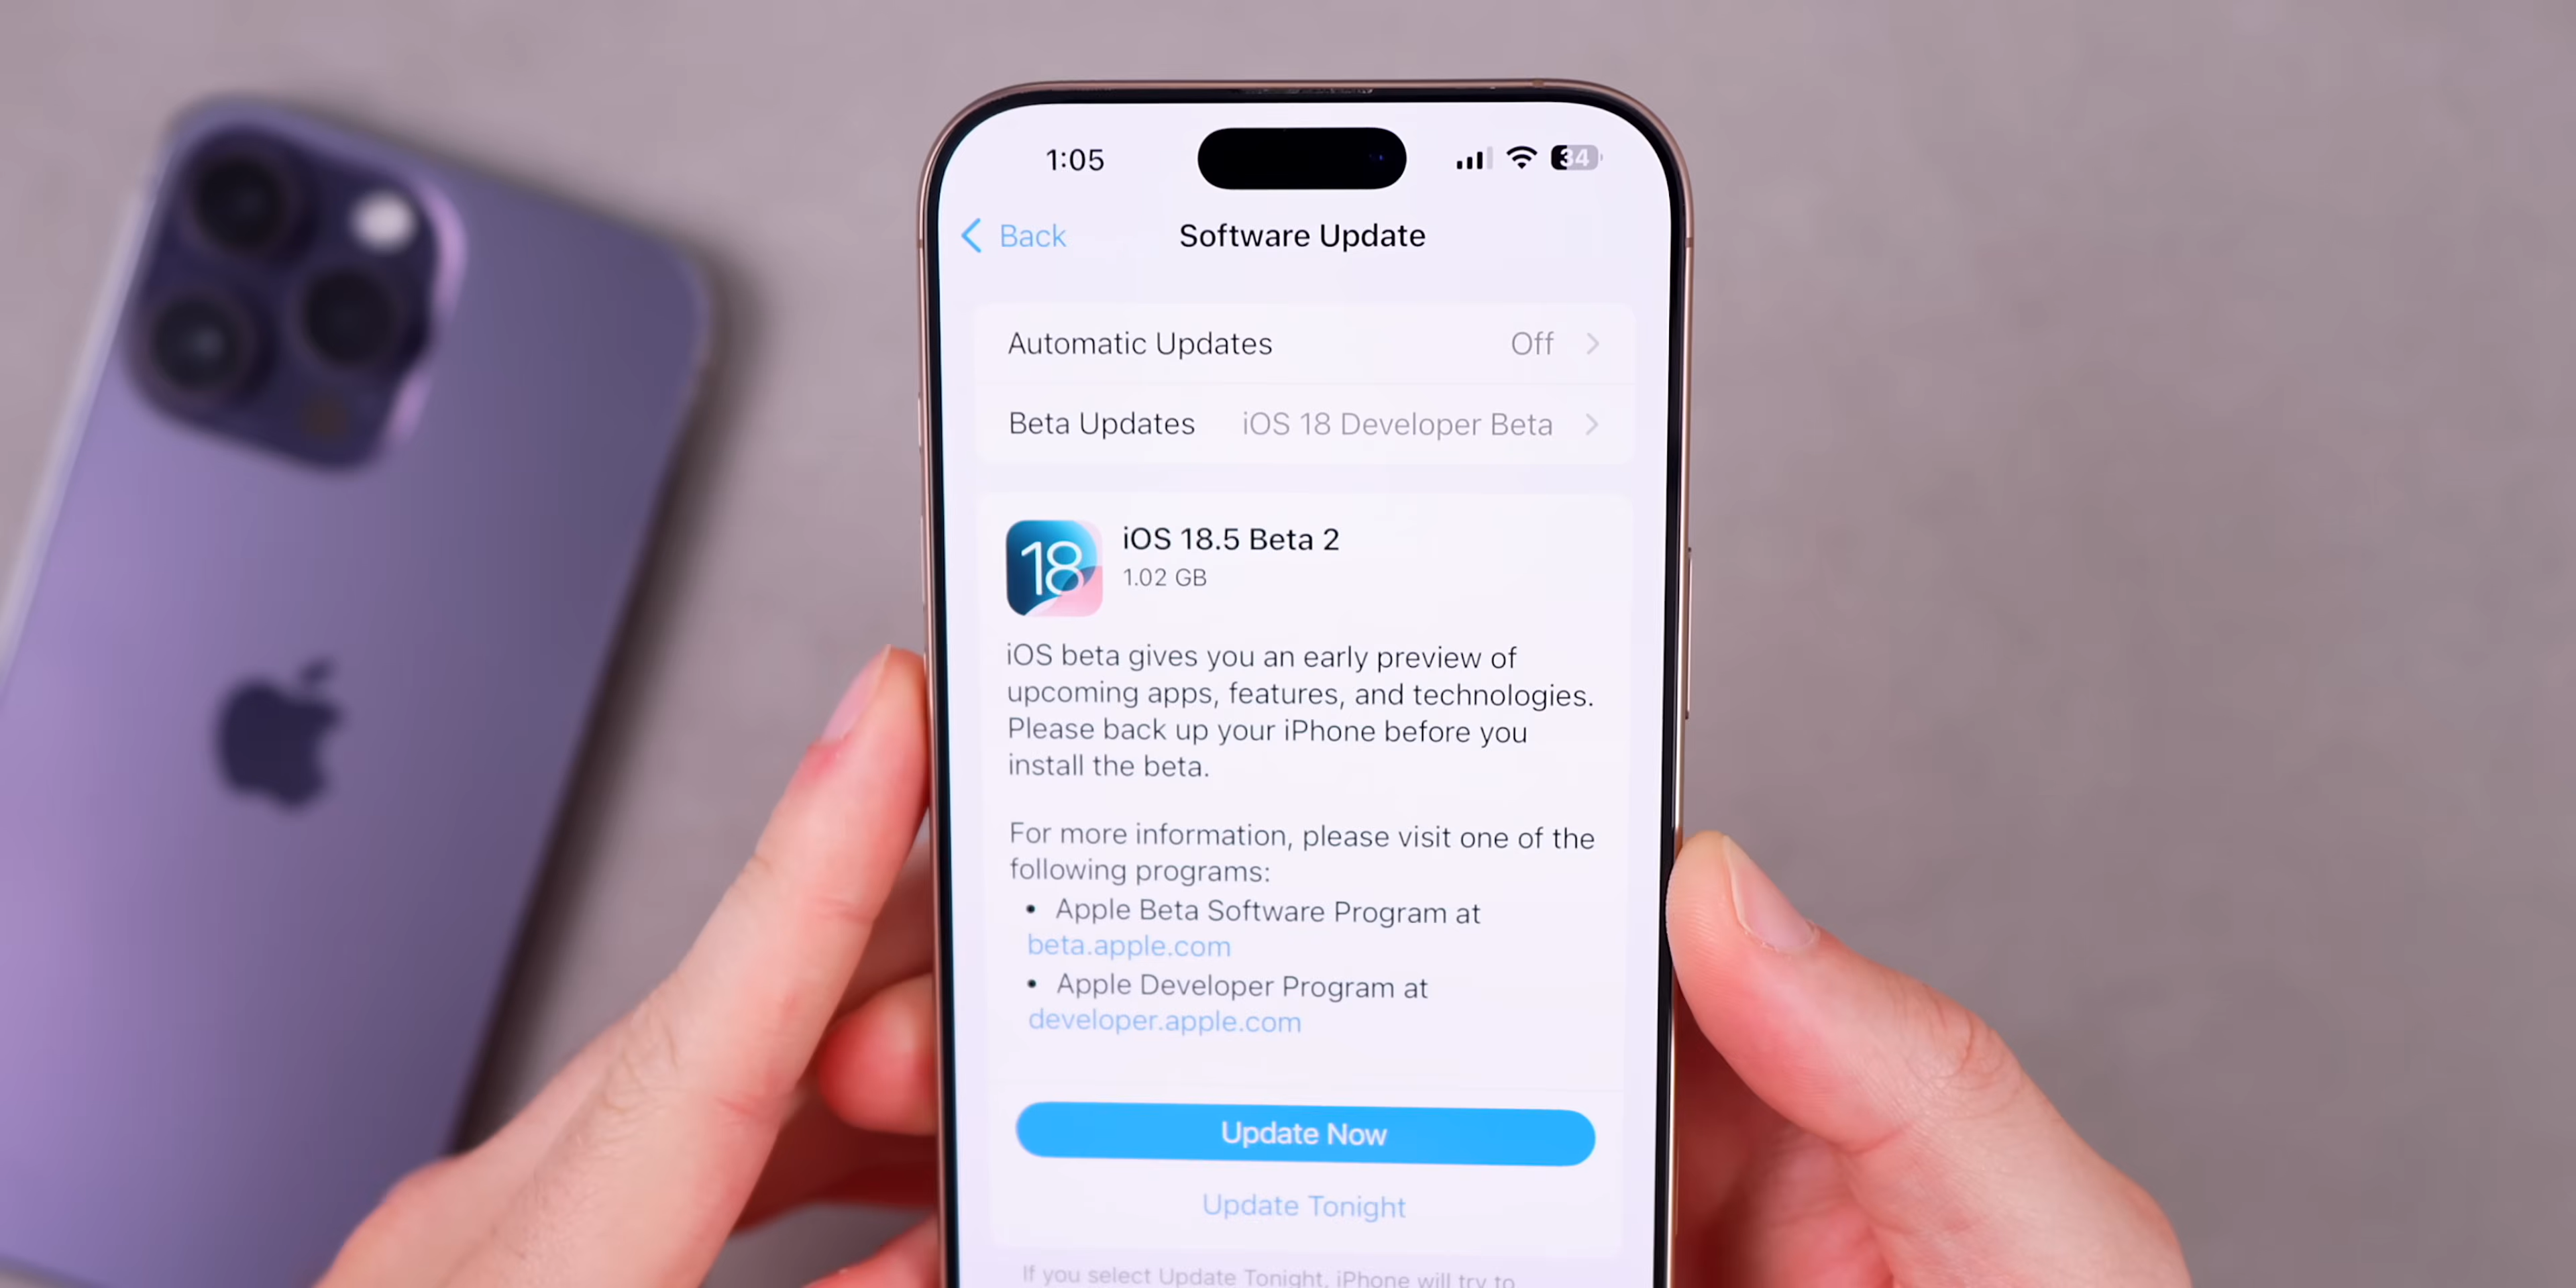 1:05
34
Back
Software Update
Automatic Updates Off
Beta Updates iOS 18 Developer Beta
18
iOS 18.5 Beta 2
1.02 GB
iOS beta gives you an early preview of
upcoming apps, features, and technologies.
Please back up your iPhone before you
install the beta.
For more information, please visit one of the
following programs:
• Apple Beta Software Program at
beta.apple.com
• Apple Developer Program at
developer.apple.com
Update Now
Update Tonight
If you select Update Tonight, iPhone will try to